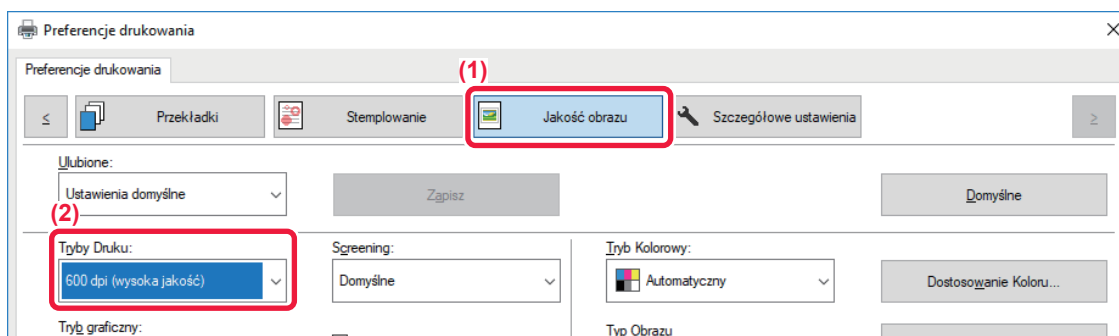 Preferencje drukowania
Preferencje drukowania
(1)
< Przekładki Stemplowanie Jakość obrazu Szczegółowe ustawienia >
Ulubione:
Ustawienia domyślne Zapisz Domyślne
(2)
Tryby Druku: Screening: Tryb Kolorowy:
600 dpi (wysoka jakość) Domyślne Automatyczny Dostosowanie Koloru...
Tryb graficzny: Typ Obrazu